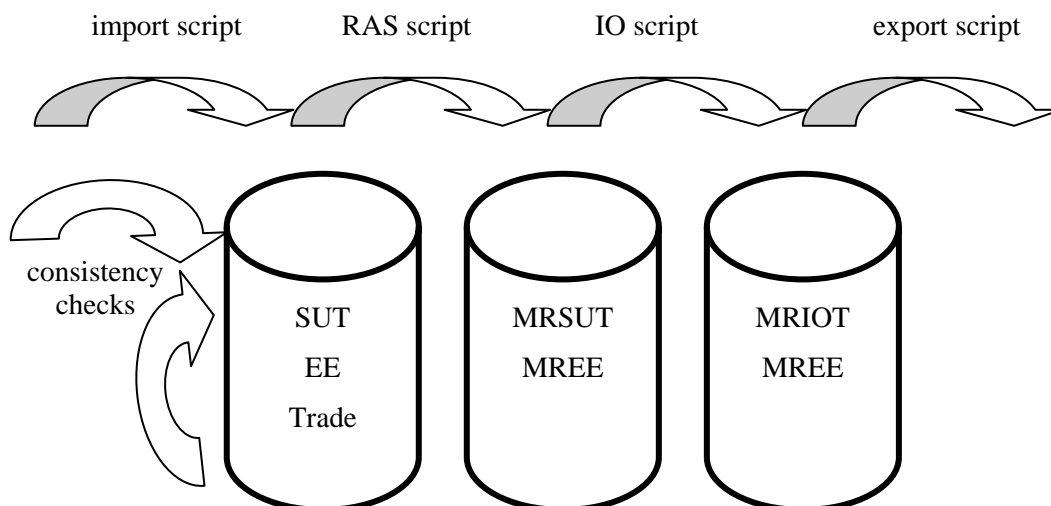 import script
RAS script
IO script
export script
consistency
checks
SUT
EE
Trade
MRSUT
MREE
MRIOT
MREE